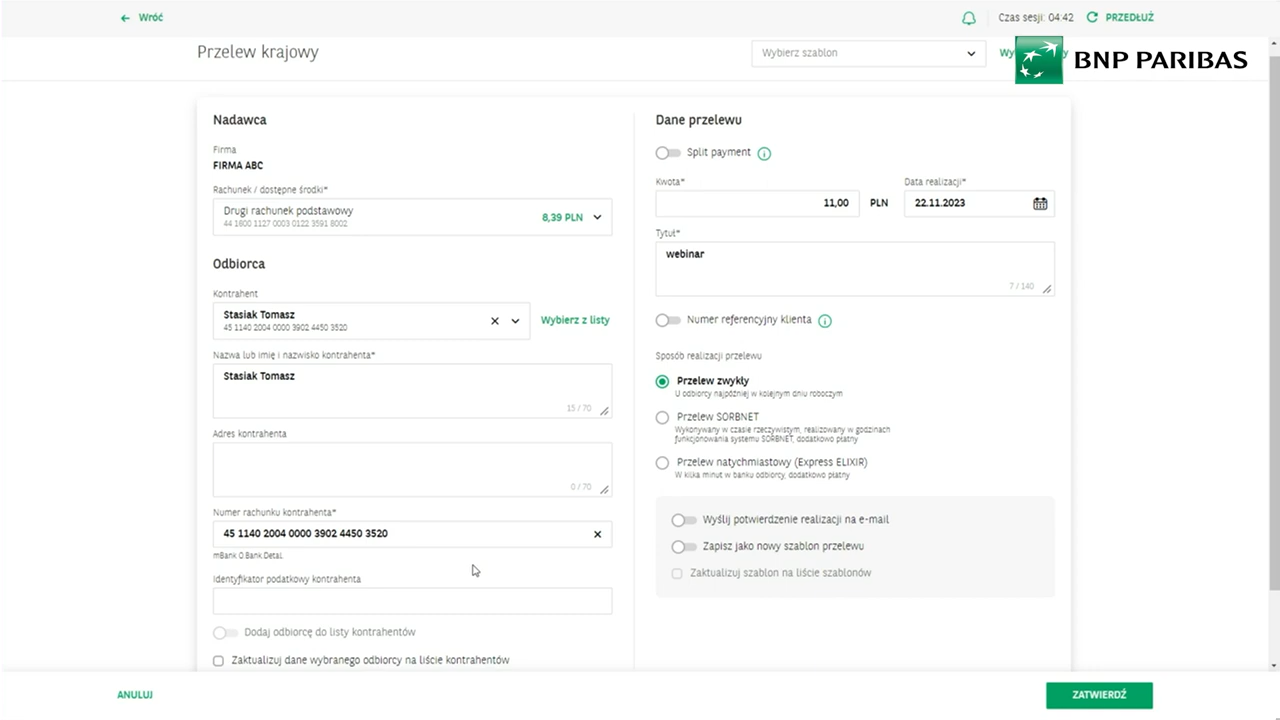 Wróć
Czas sesji: 04:42
PRZEDŁUŻ
Przelew krajowy
Wybierz szablon
BNP PARIBAS
Nadawca
Firma
FIRMA ABC
Rachunek / dostępne środki*
Drugi rachunek podstawowy
44 1600 1127 0003 0122 3591 8002
8,39 PLN
Odbiorca
Kontrahent
Stasiak Tomasz
45 1140 2004 0000 3902 4450 3520
Wybierz z listy
Nazwa lub imię i nazwisko kontrahenta*
Stasiak Tomasz
15 / 70
Adres kontrahenta
0 / 70
Numer rachunku kontrahenta*
45 1140 2004 0000 3902 4450 3520
mBank O.Bank.Detal.
Identyfikator podatkowy kontrahenta
Dodaj odbiorcę do listy kontrahentów
Zaktualizuj dane wybranego odbiorcy na liście kontrahentów
Dane przelewu
Split payment
Kwota*
11,00
PLN
Data realizacji*
22.11.2023
Tytuł*
webinar
7 / 140
Numer referencyjny klienta
Sposób realizacji przelewu
Przelew zwykły
U odbiorcy najpóźniej w kolejnym dniu roboczym
Przelew SORBNET
Wykonywany w czasie rzeczywistym, realizowany w godzinach
funkcjonowania systemu SORBNET, dodatkowo płatny
Przelew natychmiastowy (Express ELIXIR)
W kilka minut w banku odbiorcy, dodatkowo płatny
Wyślij potwierdzenie realizacji na e-mail
Zapisz jako nowy szablon przelewu
Zaktualizuj szablon na liście szablonów
ANULUJ
ZATWIERDŹ